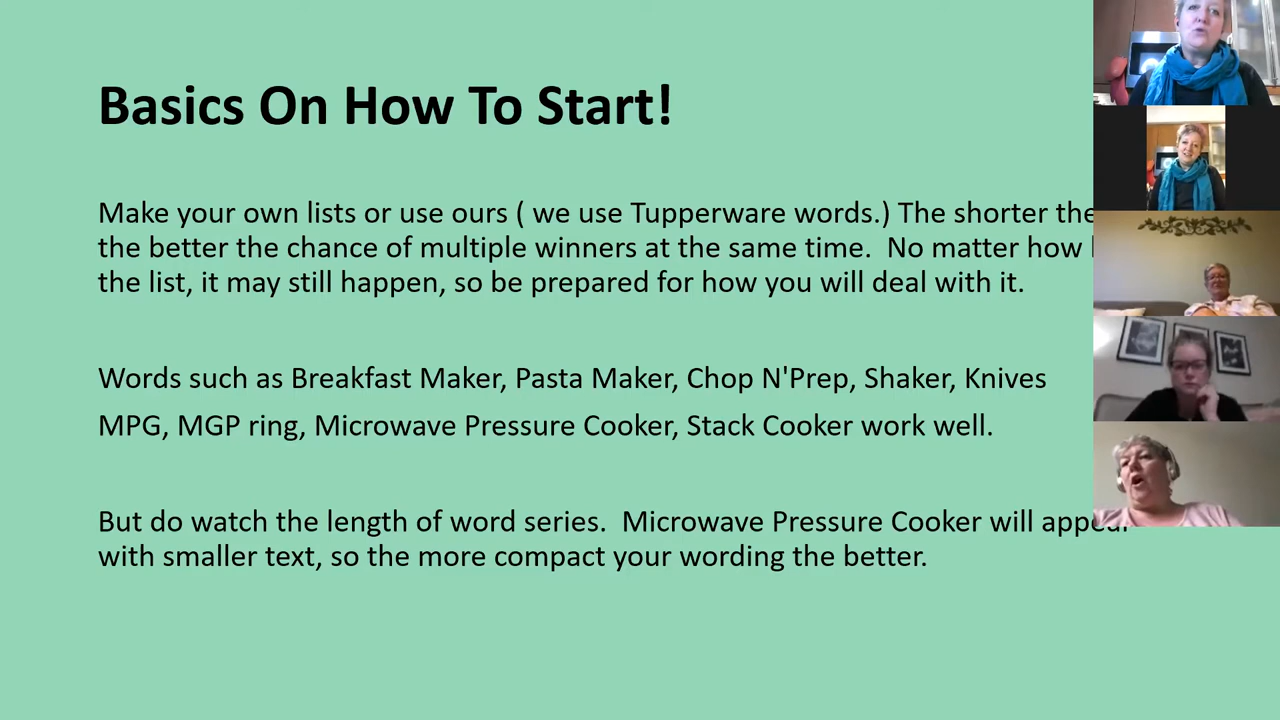 Basics On How To Start!
Make your own lists or use ours ( we use Tupperware words.) The shorter the
the better the chance of multiple winners at the same time.  No matter how
the list, it may still happen, so be prepared for how you will deal with it.
Words such as Breakfast Maker, Pasta Maker, Chop N'Prep, Shaker, Knives
MPG, MGP ring, Microwave Pressure Cooker, Stack Cooker work well.
But do watch the length of word series.  Microwave Pressure Cooker will appear
with smaller text, so the more compact your wording the better.